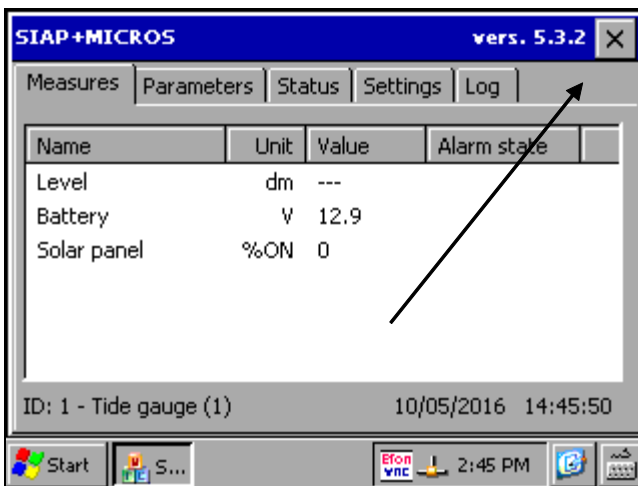 SIAP+MICROS vers. 5.3.2
Measures Parameters Status Settings Log
Name Unit Value Alarm state
Level dm ---
Battery V 12.9
Solar panel %ON 0
ID: 1 - Tide gauge (1) 10/05/2016 14:45:50
Start S... Efon VNC 2:45 PM